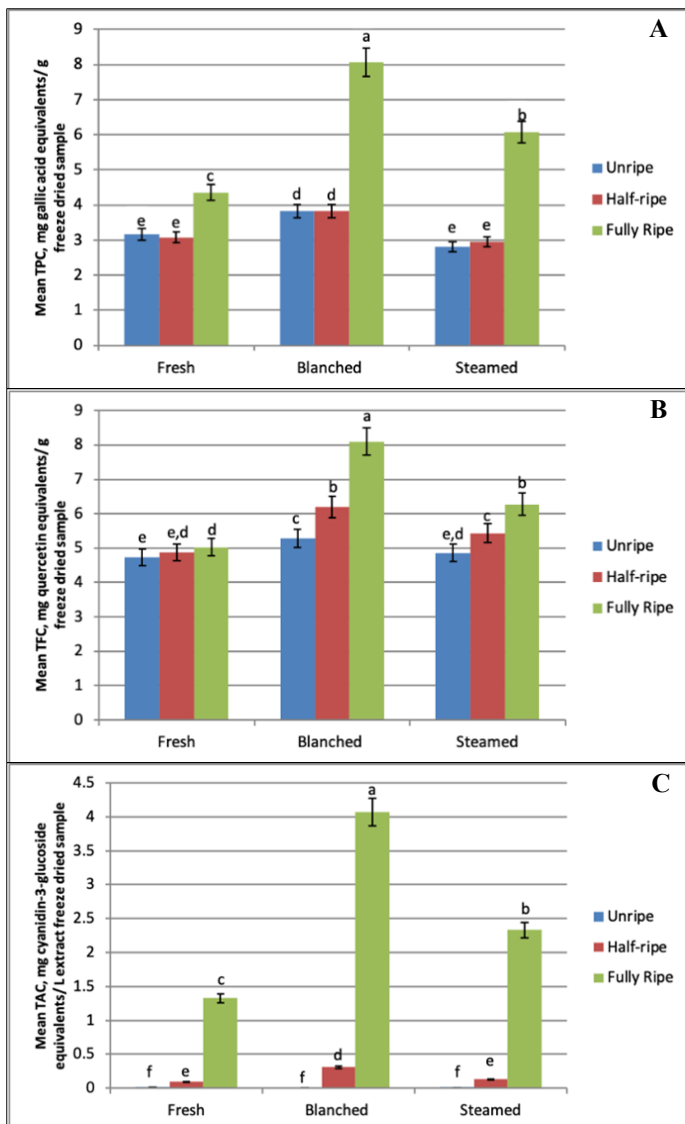 A
Mean TPC, mg gallic acid equivalents/ g
freeze dried sample
9
8
7
6
5
4
3
2
1
0
e
e
c
d
d
a
e
e
b
Fresh
Blanched
Steamed
Unripe
Half-ripe
Fully Ripe
B
Mean TFC, mg quercetin equivalents/ g
freeze dried sample
9
8
7
6
5
4
3
2
1
0
e
e,d
d
c
b
a
e,d
c
b
Fresh
Blanched
Steamed
Unripe
Half-ripe
Fully Ripe
C
Mean TAC, mg cyanidin-3-glucoside
equivalents/ L extract freeze dried sample
4.5
4
3.5
3
2.5
2
1.5
1
0.5
0
f
e
c
f
d
a
f
e
b
Fresh
Blanched
Steamed
Unripe
Half-ripe
Fully Ripe